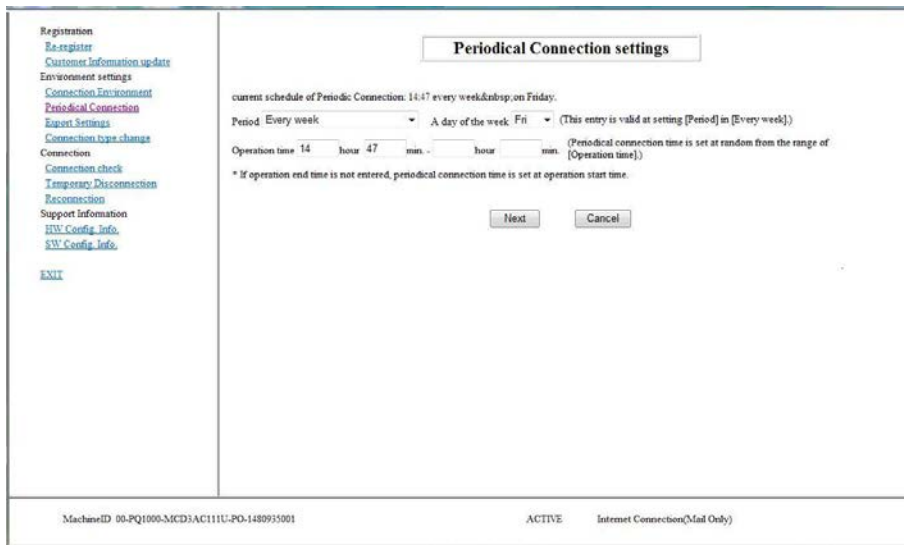 Registration
Re-register
Customer Information update
Environment settings
Connection Environment
Periodical Connection
Export Settings
Connection type change
Connection
Connection check
Temporary Disconnection
Reconnection
Support Information
HW Config. Info.
SW Config. Info.
EXIT
Periodical Connection settings
current schedule of Periodic Connection: 14:47 every week&nbsp;on Friday.
Period Every week A day of the week Fri (This entry is valid at setting [Period] in [Every week].)
Operation time 14 hour 47 min. - hour min. (Periodical connection time is set at random from the range of
[Operation time].)
* If operation end time is not entered, periodical connection time is set at operation start time.
Next Cancel
MachineID 00-PQ1000-MCD3AC111U-PO-1480935001 ACTIVE Internet Connection(Mail Only)